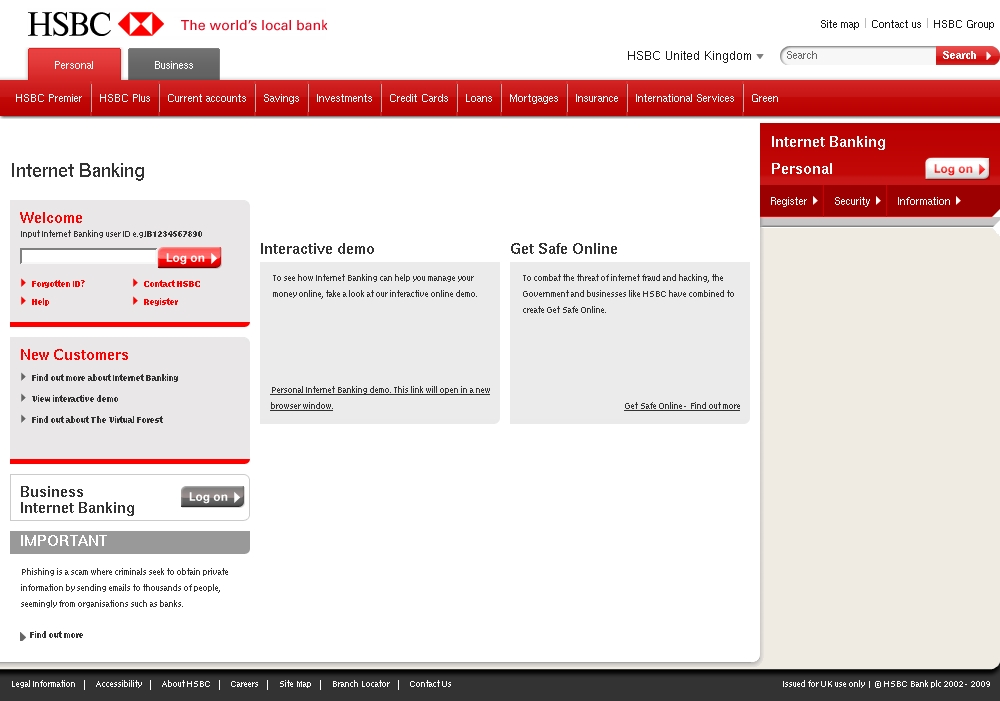 HSBC The world's local bank
Site map Contact us HSBC Group
Personal Business
HSBC United Kingdom Search Search
HSBC Premier HSBC Plus Current accounts Savings Investments Credit Cards Loans Mortgages Insurance International Services Green
Internet Banking
Welcome
Input Internet Banking user ID e.g.IB1234567890
Log on
Forgotten ID? Contact HSBC
Help Register
New Customers
Find out more about Internet Banking
View interactive demo
Find out about The Virtual Forest
Business
Internet Banking
Log on
IMPORTANT
Phishing is a scam where criminals seek to obtain private
information by sending emails to thousands of people,
seemingly from organisations such as banks.
Find out more
Interactive demo
To see how Internet Banking can help you manage your
money online, take a look at our interactive online demo.
Personal Internet Banking demo. This link will open in a new
browser window.
Get Safe Online
To combat the threat of internet fraud and hacking, the
Government and businesses like HSBC have combined to
create Get Safe Online.
Get Safe Online - Find out more
Internet Banking
Personal Log on
Register Security Information
Legal Information Accessibility About HSBC Careers Site Map Branch Locator Contact Us
Issued for UK use only | © HSBC Bank plc 2002 - 2009